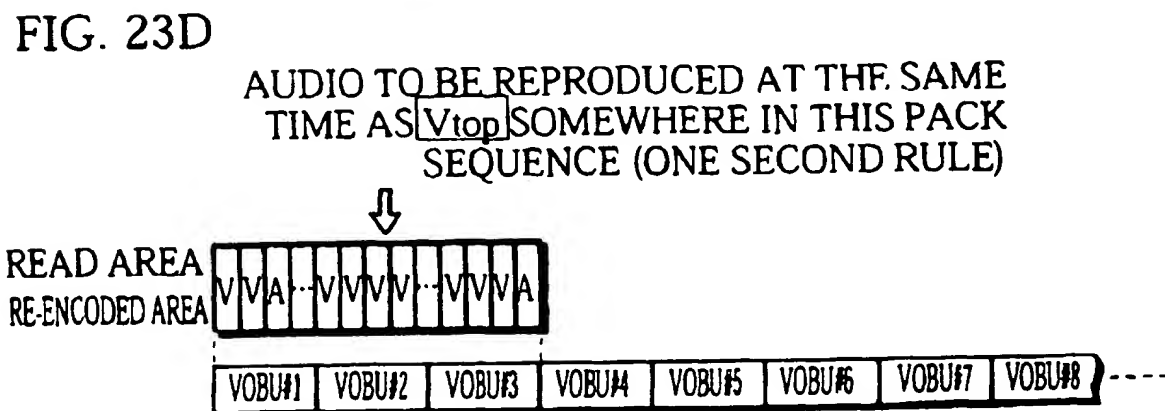 FIG. 23D
AUDIO TO BE REPRODUCED AT THE SAME
TIME AS Vtop SOMEWHERE IN THIS PACK
SEQUENCE (ONE SECOND RULE)
READ AREA
RE-ENCODED AREA
V V A ... V V V V ... V V V A
VOBU#1 VOBU#2 VOBU#3 VOBU#4 VOBU#5 VOBU#6 VOBU#7 VOBU#8